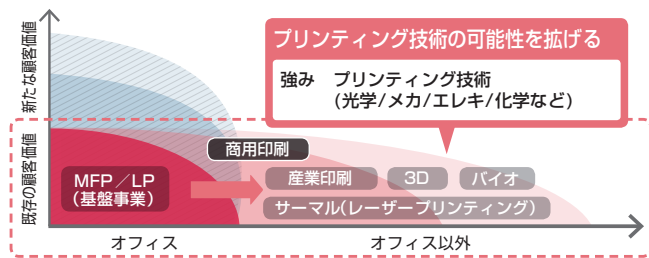 プリンティング技術の可能性を拡げる
強み　プリンティング技術
(光学/メカ/エレキ/化学など)
新たな顧客価値
既存の顧客価値
商用印刷
MFP／LP
(基盤事業)
産業印刷
3D
バイオ
サーマル(レーザープリンティング)
オフィス
オフィス以外